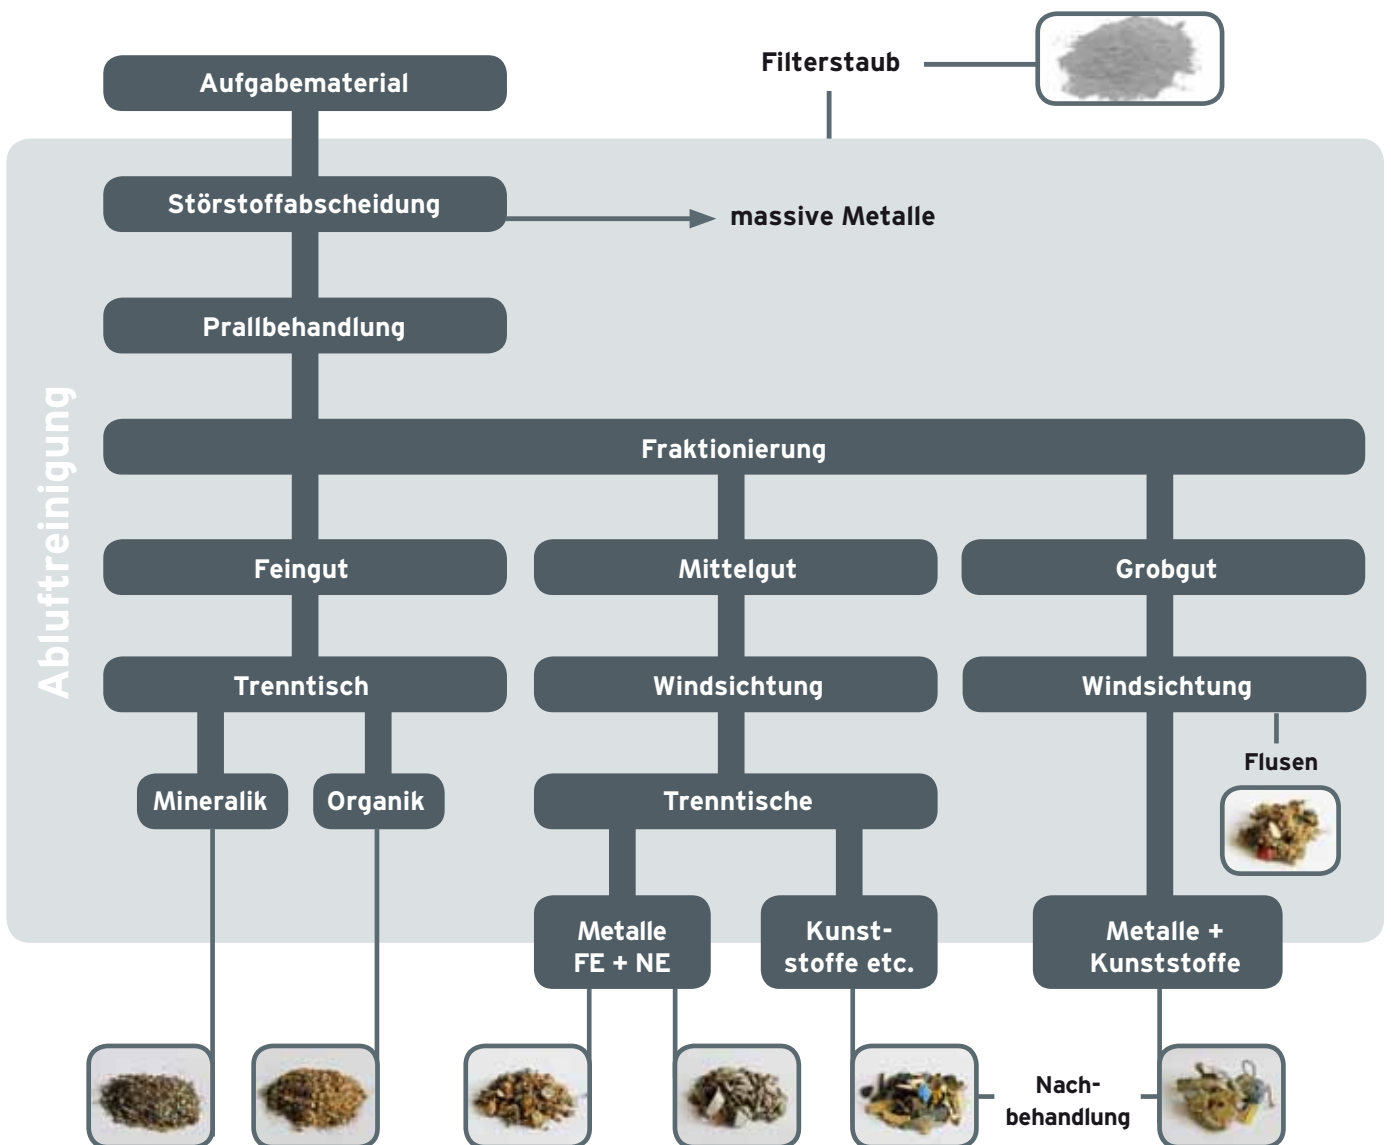 Filterstaub
Aufgabematerial
Störstoffabscheidung
massive Metalle
Prallbehandlung
Abluftreinigung
Fraktionierung
Feingut
Mittelgut
Grobgut
Trenntisch
Windsichtung
Windsichtung
Flusen
Mineralik
Organik
Trenntische
Metalle
FE + NE
Kunst-
stoffe etc.
Metalle +
Kunststoffe
Nach-
behandlung